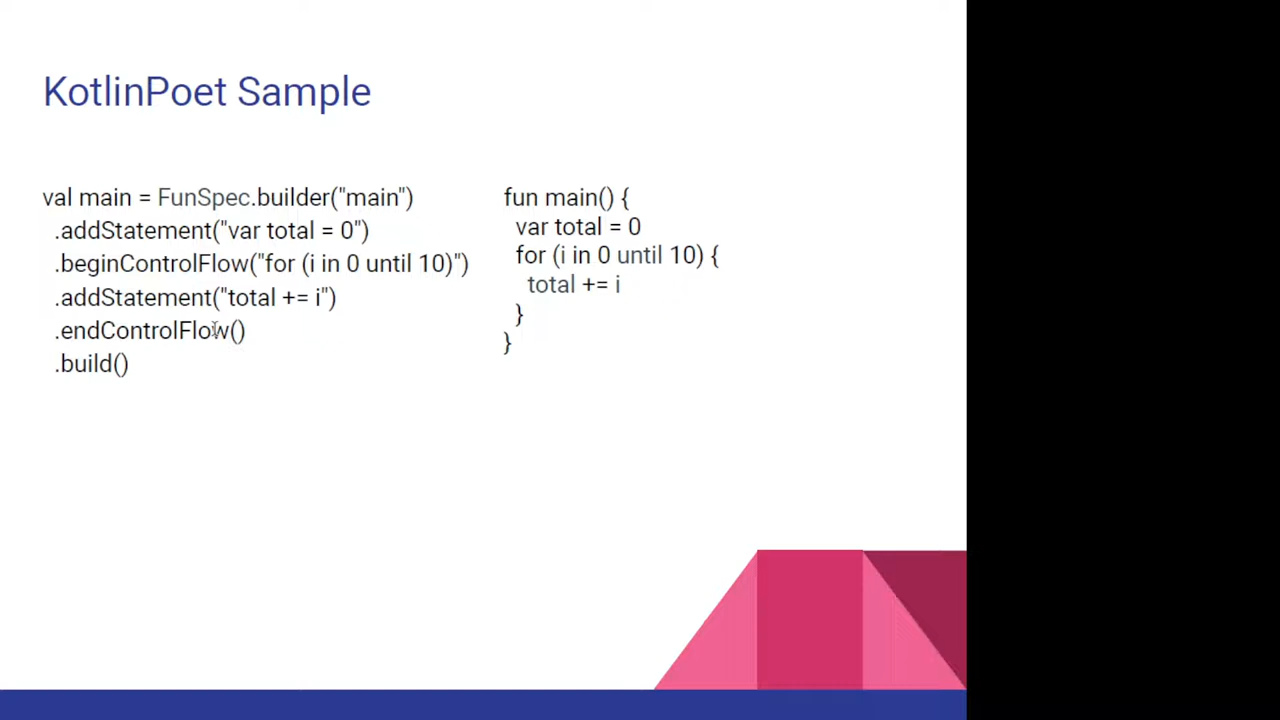 KotlinPoet Sample
val main = FunSpec.builder("main")
.addStatement("var total = 0")
.beginControlFlow("for (i in 0 until 10)")
.addStatement("total += i")
.endControlFlow()
.build()
fun main() {
var total = 0
for (i in 0 until 10) {
total += i
}
}